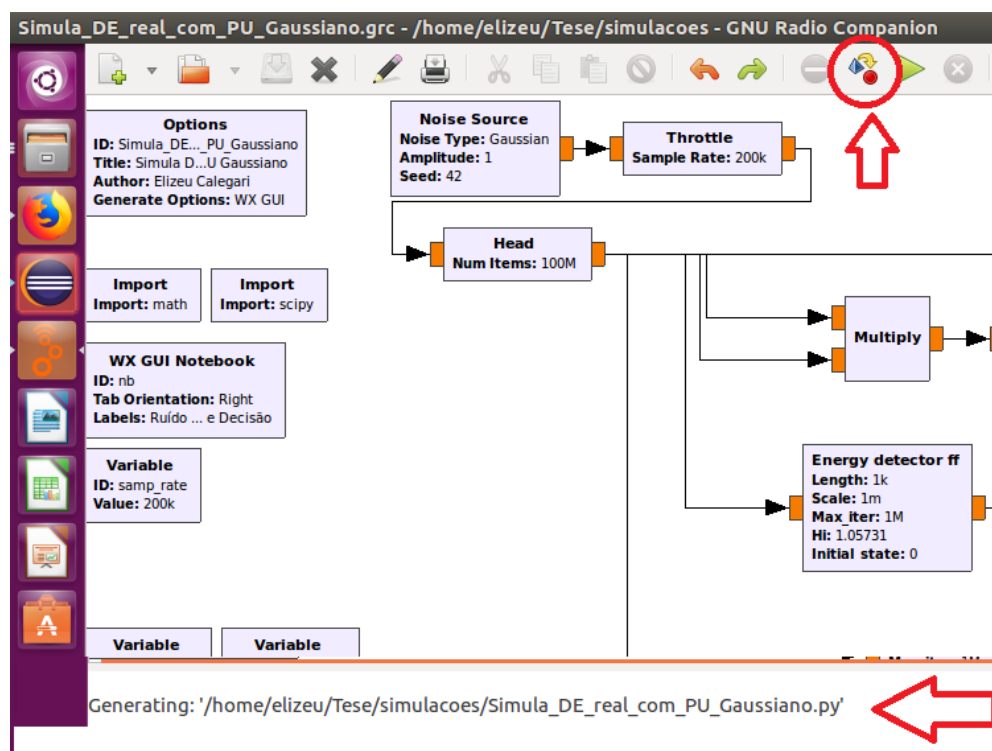 Simula_DE_real_com_PU_Gaussiano.grc - /home/elizeu/Tese/simulacoes - GNU Radio Companion
Options
ID: Simula_DE..._PU_Gaussiano
Title: Simula D...U Gaussiano
Author: Elizeu Calegari
Generate Options: WX GUI
Noise Source
Noise Type: Gaussian
Amplitude: 1
Seed: 42
Throttle
Sample Rate: 200k
Head
Num Items: 100M
Import
Import: math
Import
Import: scipy
Multiply
WX GUI Notebook
ID: nb
Tab Orientation: Right
Labels: Ruído ... e Decisão
Variable
ID: samp_rate
Value: 200k
Energy detector ff
Length: 1k
Scale: 1m
Max_iter: 1M
Hi: 1.05731
Initial state: 0
Variable
Variable
Generating: '/home/elizeu/Tese/simulacoes/Simula_DE_real_com_PU_Gaussiano.py'